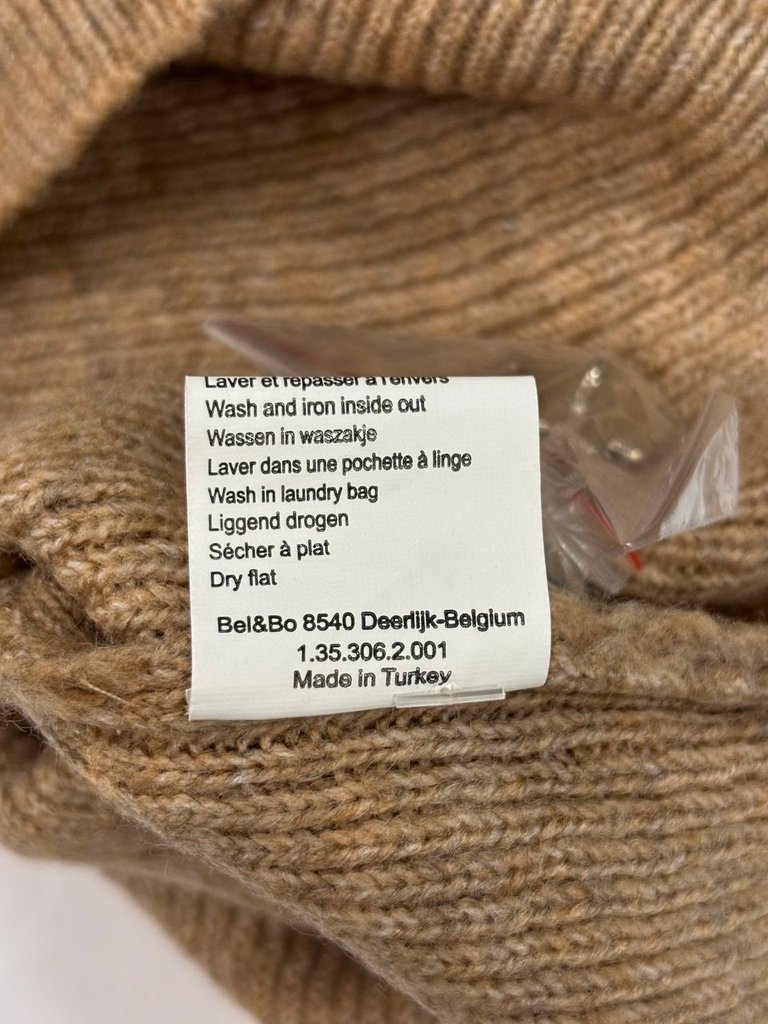 Laver et repasser à l'envers
Wash and iron inside out
Wassen in waszakje
Laver dans une pochette à linge
Wash in laundry bag
Liggend drogen
Sécher à plat
Dry flat
Bel&Bo 8540 Deerlijk-Belgium
1.35.306.2.001
Made in Turkey